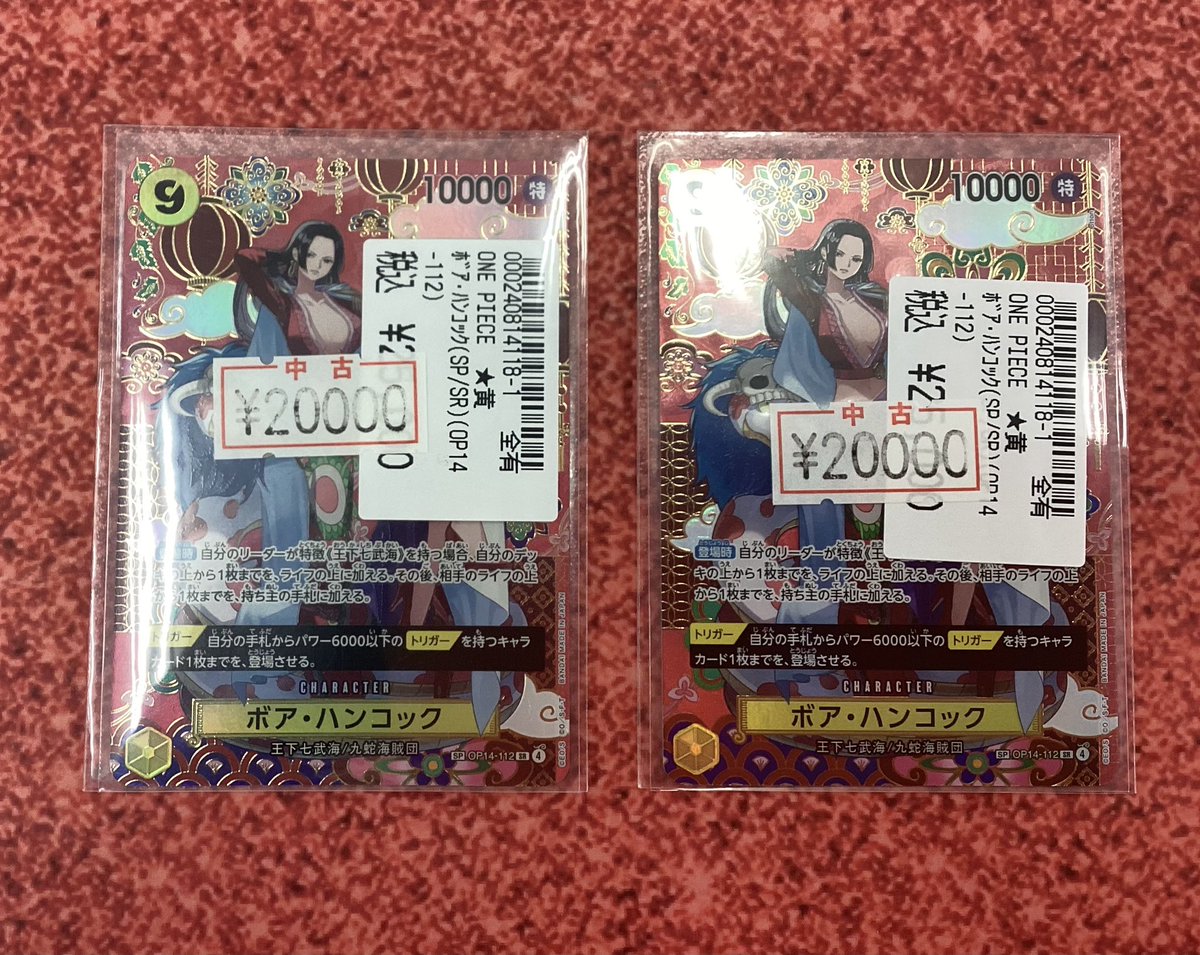 10000 特
0002408141118-1 全有
ONE PIECE ★黄
ボア・ハンコック(SP/SR)(OP14
-112)
税込 ¥2
中古
¥20000
登場時 自分のリーダーが特徴《王下七武海》を持つ場合、自分のデッ
キの上から1枚までを、ライフの上に加える。その後、相手のライフの上
から1枚までを、持ち主の手札に加える。
トリガー 自分の手札からパワー6000以下の トリガー を持つキャラ
カード1枚までを、登場させる。
CHARACTER
ボア・ハンコック
王下七武海/九蛇海賊団
SP OP14-112 SR 4
10000 特
0002408141118-1 全有
ONE PIECE ★黄
ボア・ハンコック(SP/SR)(OP14
-112)
税込 ¥2
中古
¥20000
登場時 自分のリーダーが特徴《王
キの上から1枚までを、ライフの上に加える。その後、相手のライフの上
から1枚までを、持ち主の手札に加える。
トリガー 自分の手札からパワー6000以下の トリガー を持つキャラ
カード1枚までを、登場させる。
CHARACTER
ボア・ハンコック
王下七武海/九蛇海賊団
SP OP14-112 SR 4
BANDAI MADE IN JAPAN